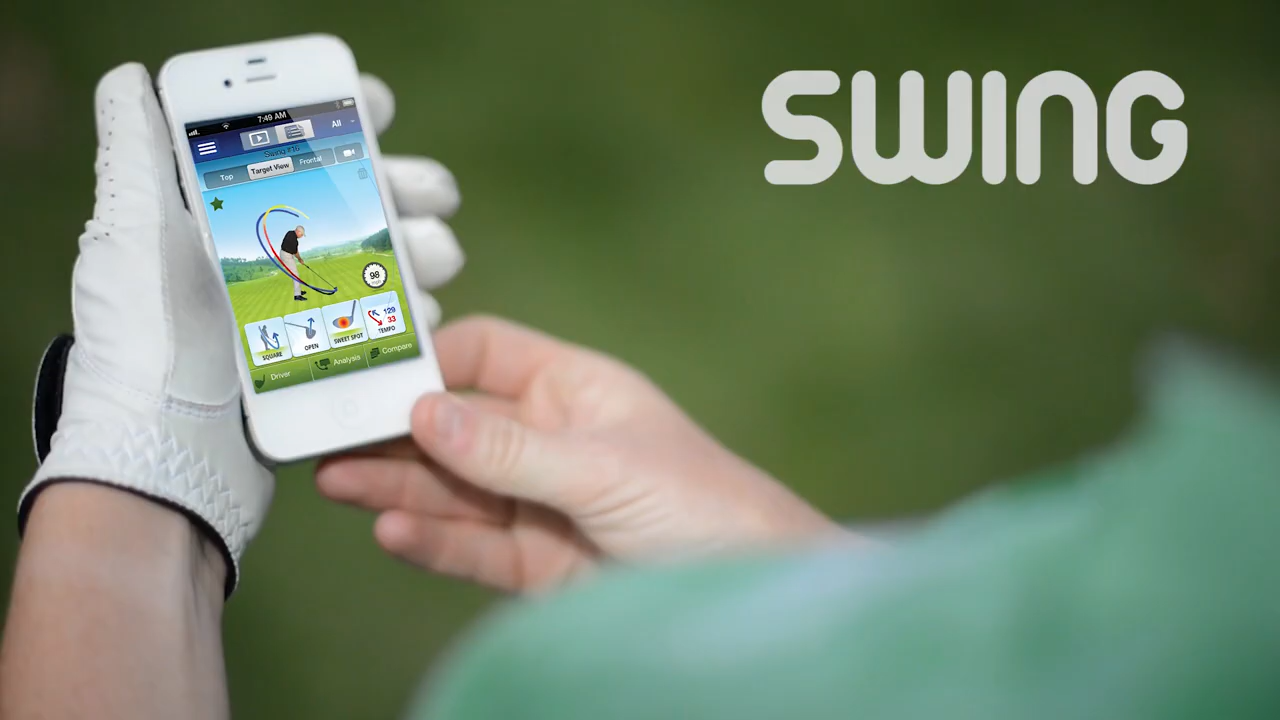 SWING
7:49 AM
All
Swing #16
Top
Target View
Frontal
98
mph
SQUARE
OPEN
SWEET SPOT
129
33
TEMPO
Driver
Analysis
Compare